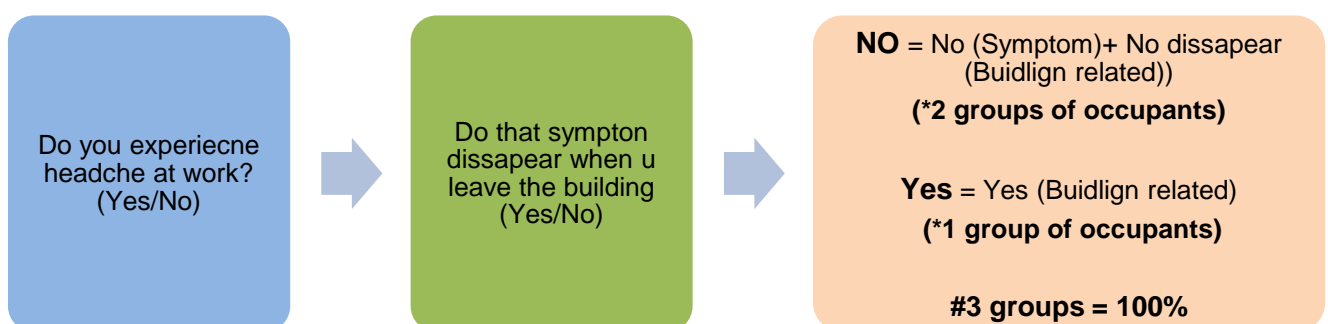 Do you experiecne
headche at work?
(Yes/No)
Do that sympton
dissapear when u
leave the building
(Yes/No)
NO = No (Symptom)+ No dissapear
(Buidlign related))
(*2 groups of occupants)
Yes = Yes (Buidlign related)
(*1 group of occupants)
#3 groups = 100%